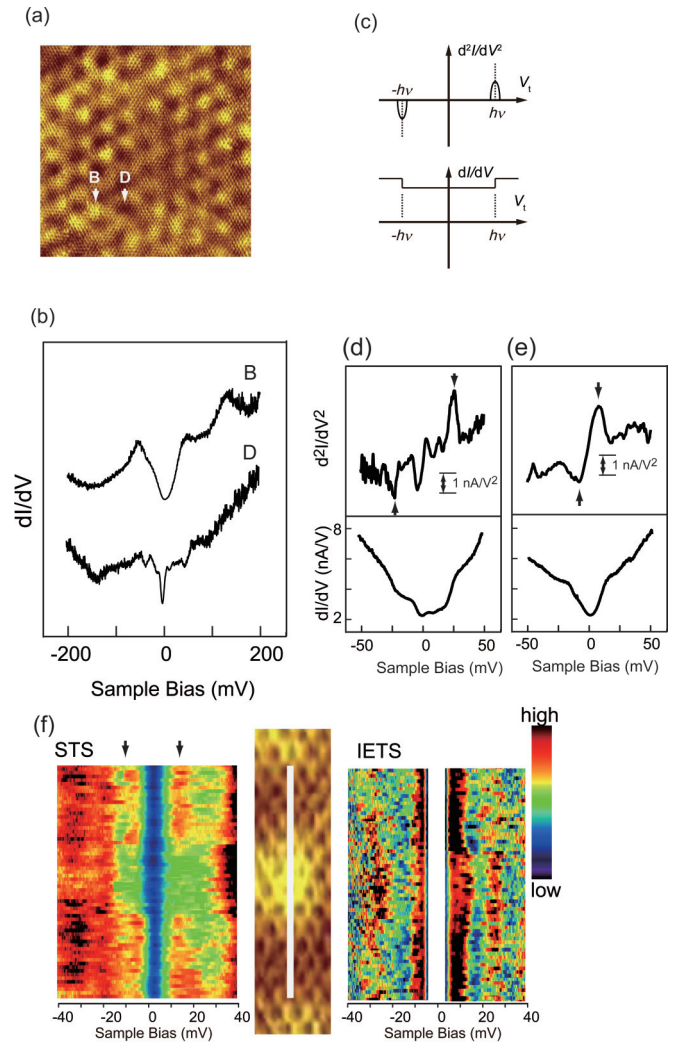 (a)
B D
(c)
d²I/dV²
-hν
Vt
hν
dI/dV
Vt
-hν
hν
(b)
B
D
dI/dV
-200 0 200
Sample Bias (mV)
(d)
d2I/dV2
1 nA/V²
dI/dV (nA/V)
8
2
-50 0 50
Sample Bias (mV)
(e)
1 nA/V²
-50 0 50
Sample Bias (mV)
(f)
STS
-40 -20 0 20 40
Sample Bias (mV)
IETS
-40 -20 0 20 40
Sample Bias (mV)
high
low